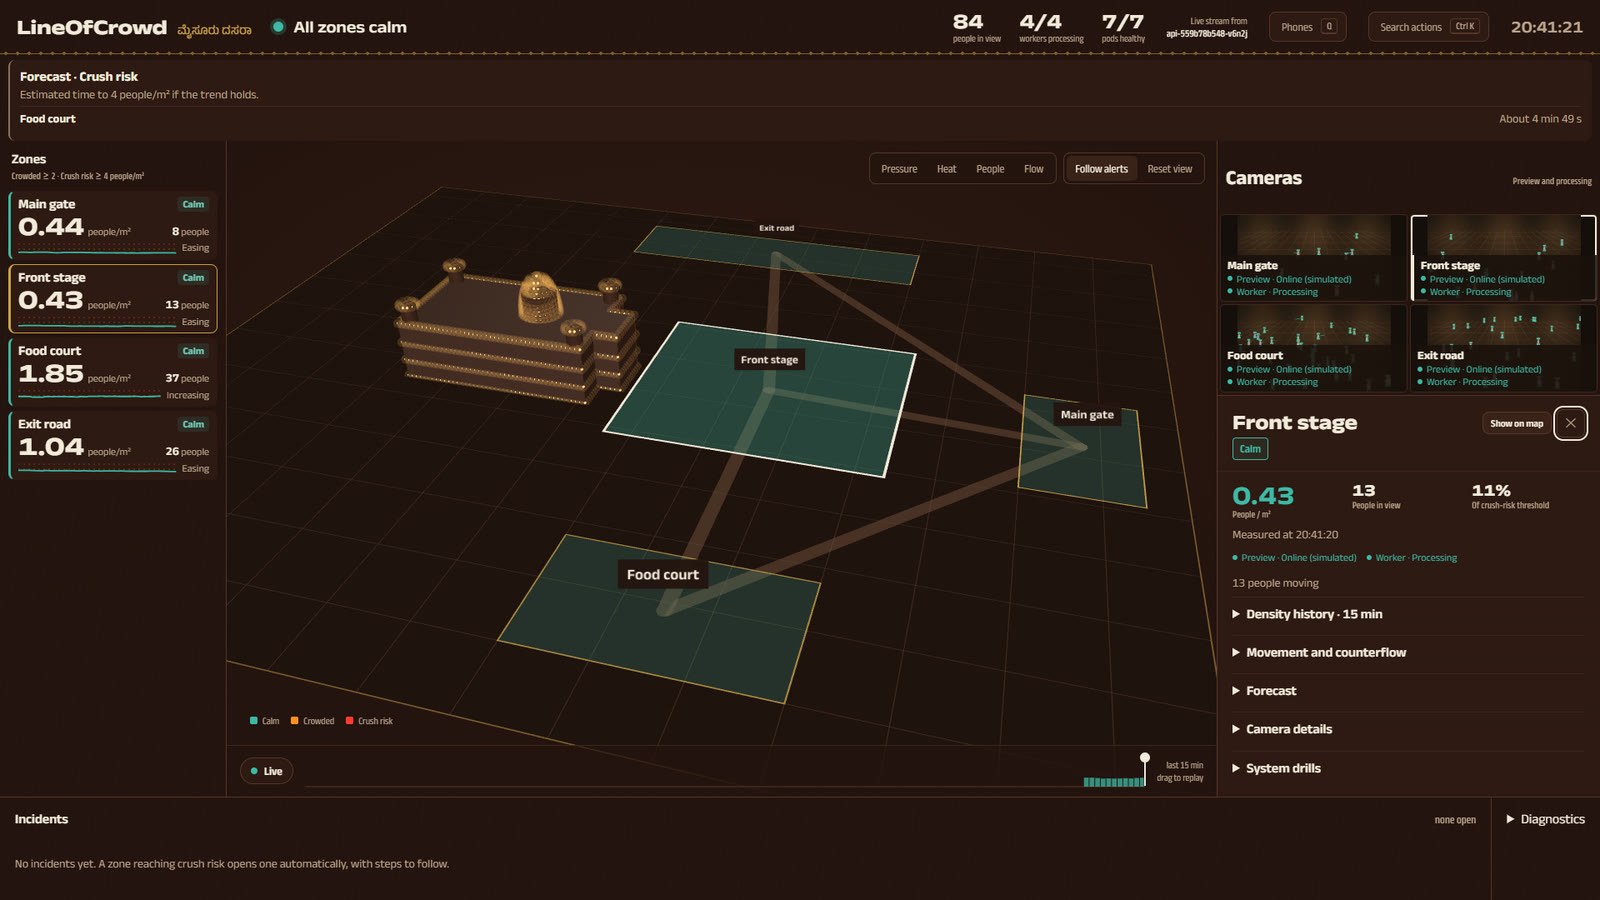 LineOfCrowd ಮೈಸೂರು ದಸರಾ
All zones calm
84 people in view
4/4 workers processing
7/7 pods healthy
Live stream from
api-559b78b548-v6n2j
Phones Q
Search actions Ctrl K
20:41:21
Forecast · Crush risk
Estimated time to 4 people/m² if the trend holds.
Food court About 4 min 49 s
Zones
Crowded ≥ 2 · Crush risk ≥ 4 people/m²
Main gate Calm
0.44 people/m² 8 people
Easing
Front stage Calm
0.43 people/m² 13 people
Easing
Food court Calm
1.85 people/m² 37 people
Increasing
Exit road Calm
1.04 people/m² 26 people
Easing
Pressure Heat People Flow
Follow alerts Reset view
Exit road
Front stage
Main gate
Food court
Calm Crowded Crush risk
Live
last 15 min
drag to replay
Cameras Preview and processing
Main gate
Preview · Online (simulated)
Worker · Processing
Front stage
Preview · Online (simulated)
Worker · Processing
Food court
Preview · Online (simulated)
Worker · Processing
Exit road
Preview · Online (simulated)
Worker · Processing
Front stage Show on map
Calm
0.43 People / m²
13 People in view
11% Of crush-risk threshold
Measured at 20:41:20
Preview · Online (simulated) Worker · Processing
13 people moving
Density history · 15 min
Movement and counterflow
Forecast
Camera details
System drills
Incidents none open
No incidents yet. A zone reaching crush risk opens one automatically, with steps to follow.
Diagnostics